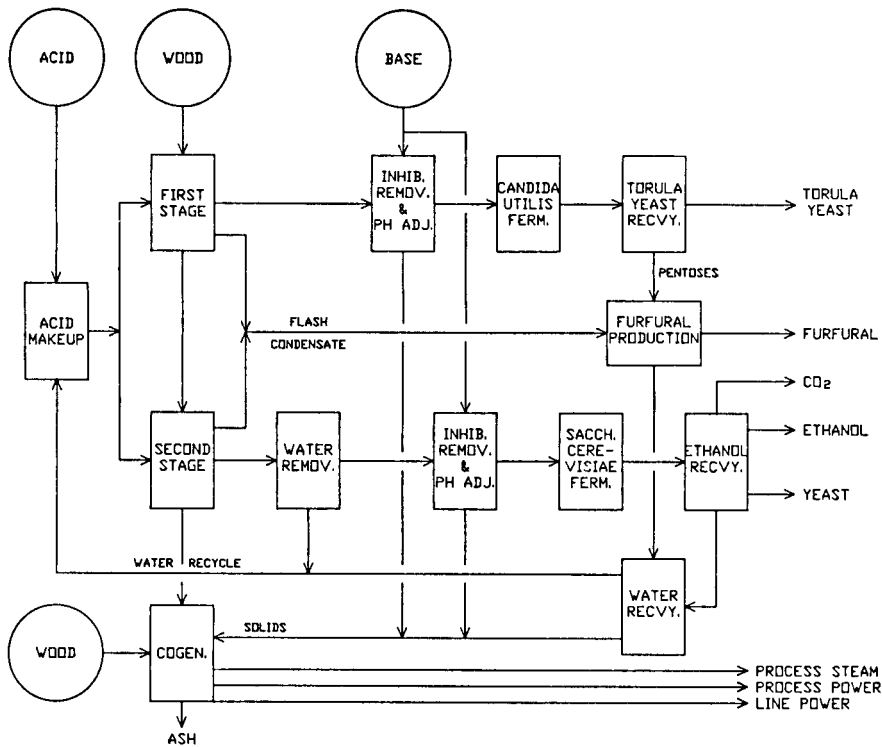 ACID
WOOD
BASE
FIRST
STAGE
INHIB.
REMOV.
&
PH ADJ.
CANDIDA
UTILIS
FERM.
TORULA
YEAST
RECVY.
TORULA
YEAST
PENTOSES
ACID
MAKEUP
FLASH
CONDENSATE
FURFURAL
PRODUCTION
FURFURAL
CO2
ETHANOL
YEAST
SECOND
STAGE
WATER
REMOV.
INHIB.
REMOV.
&
PH ADJ.
SACCH.
CERE-
VISIAE
FERM.
ETHANOL
RECVY.
WATER RECYCLE
WATER
RECVY.
SOLIDS
WOOD
COGEN.
PROCESS STEAM
PROCESS POWER
LINE POWER
ASH